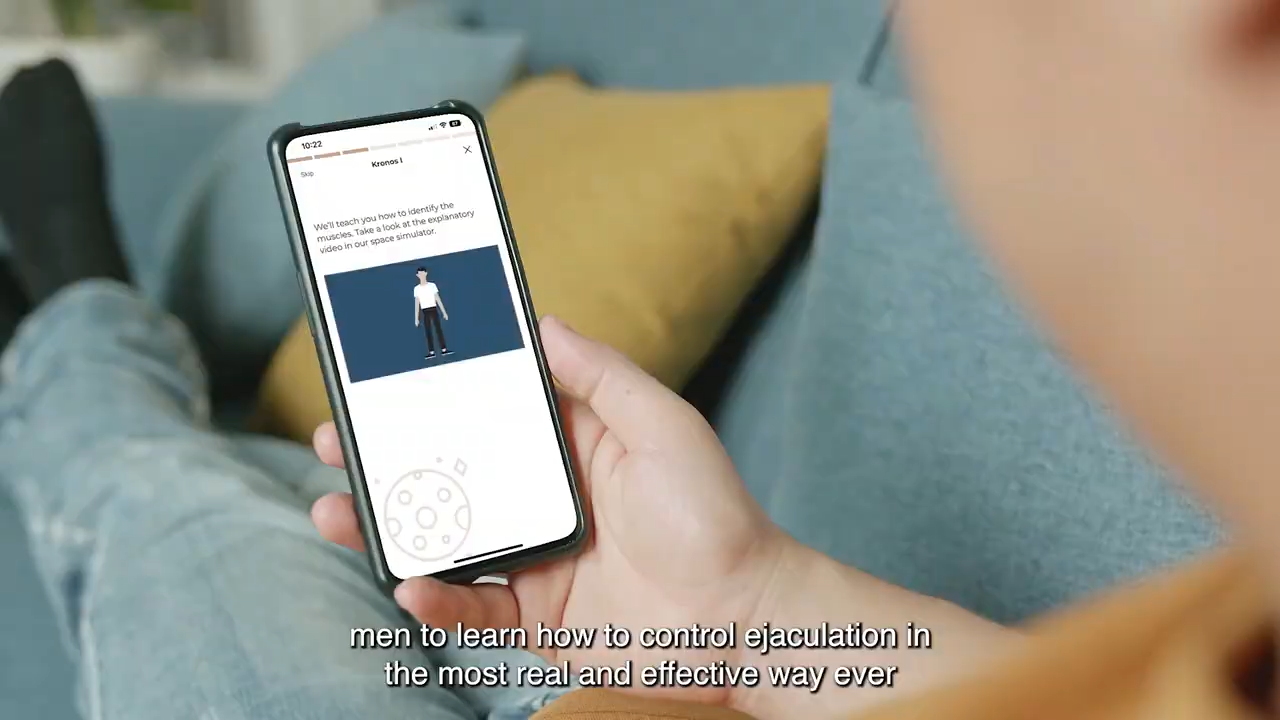 10:22
Kronos I
Skip
We'll teach you how to identify the
muscles. Take a look at the explanatory
video in our space simulator.
men to learn how to control ejaculation in
the most real and effective way ever